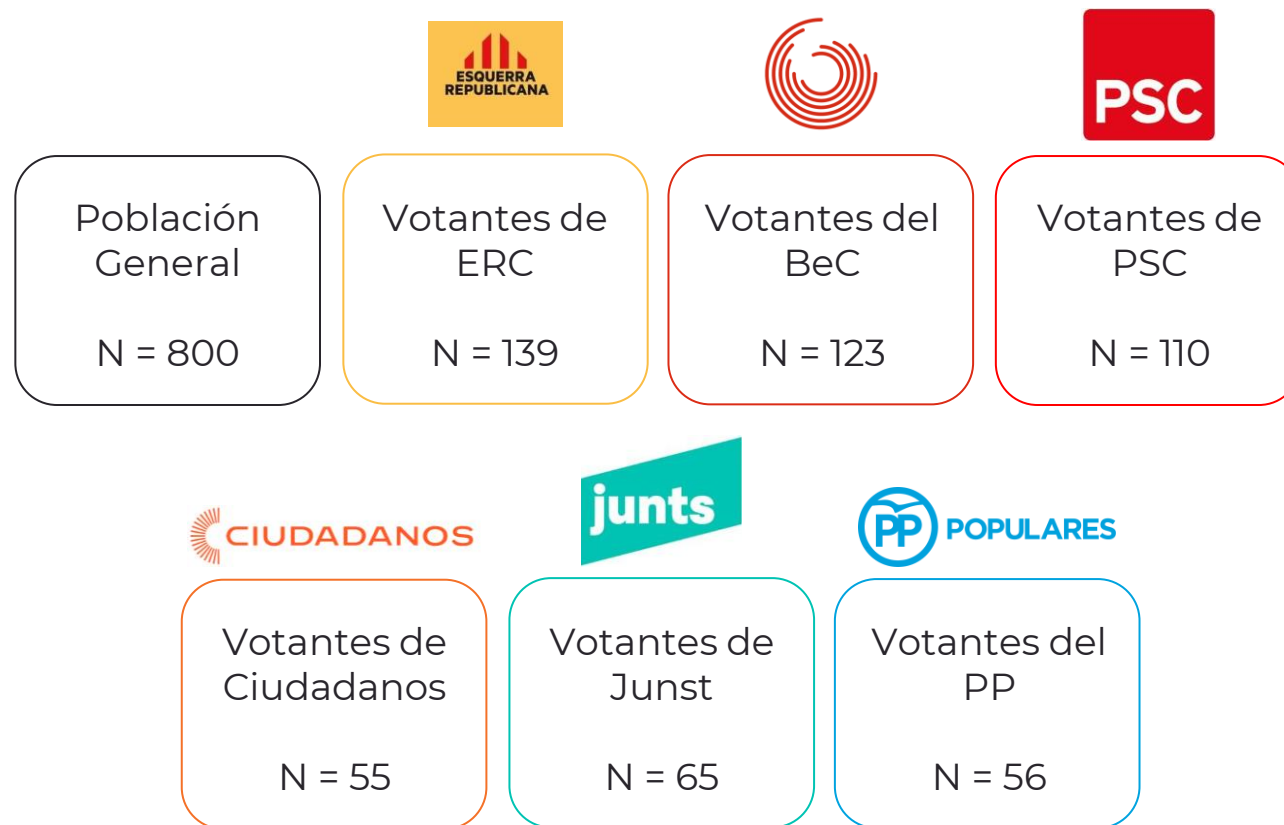 ESQUERRA
REPUBLICANA
PSC
Población
General
N = 800
Votantes de
ERC
N = 139
Votantes del
BeC
N = 123
Votantes de
PSC
N = 110
CIUDADANOS
junts
PP POPULARES
Votantes de
Ciudadanos
N = 55
Votantes de
Junst
N = 65
Votantes del
PP
N = 56